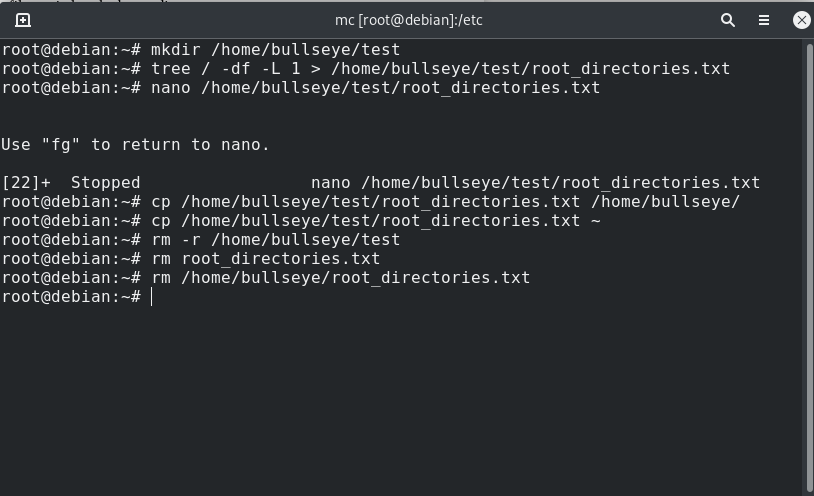 mc [root@debian]:/etc
root@debian:~# mkdir /home/bullseye/test
root@debian:~# tree / -df -L 1 > /home/bullseye/test/root_directories.txt
root@debian:~# nano /home/bullseye/test/root_directories.txt
Use "fg" to return to nano.
[22]+  Stopped                 nano /home/bullseye/test/root_directories.txt
root@debian:~# cp /home/bullseye/test/root_directories.txt /home/bullseye/
root@debian:~# cp /home/bullseye/test/root_directories.txt ~
root@debian:~# rm -r /home/bullseye/test
root@debian:~# rm root_directories.txt
root@debian:~# rm /home/bullseye/root_directories.txt
root@debian:~#